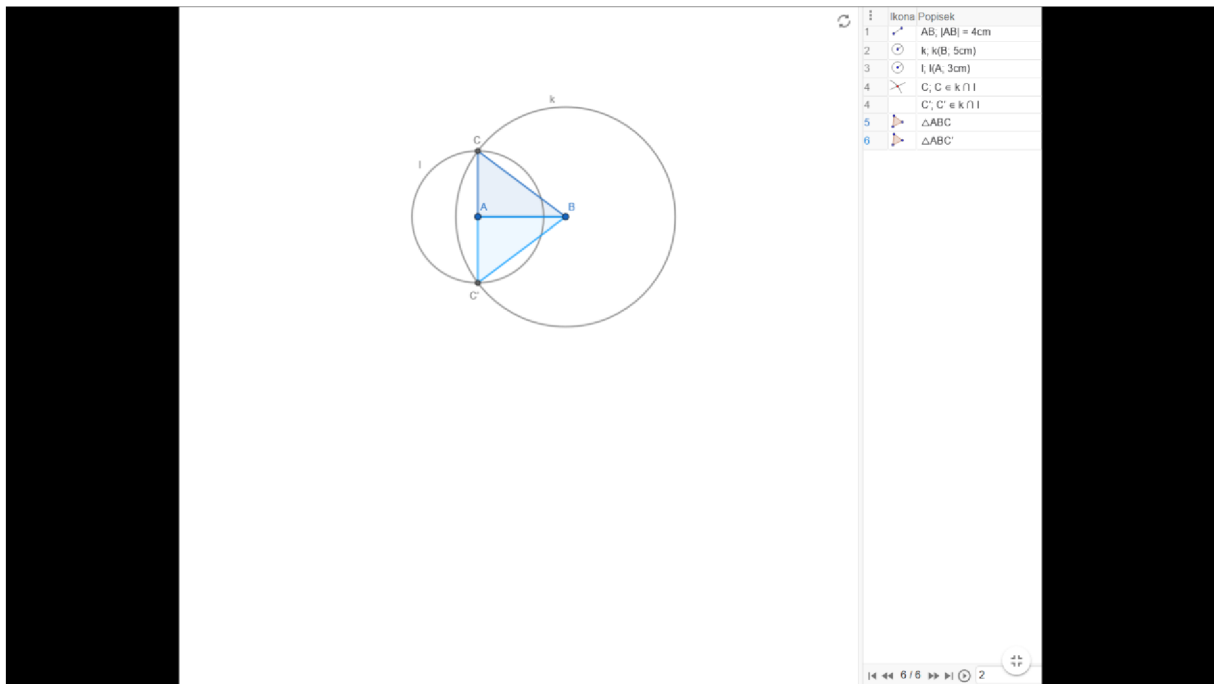 Ikona Popisek
1 AB; |AB| = 4cm
2 k; k(B; 5cm)
3 l; l(A; 3cm)
4 C; C ∈ k ∩ l
4 C'; C' ∈ k ∩ l
5 △ABC
6 △ABC'
k
C
l
A
B
C'
6 / 6
2